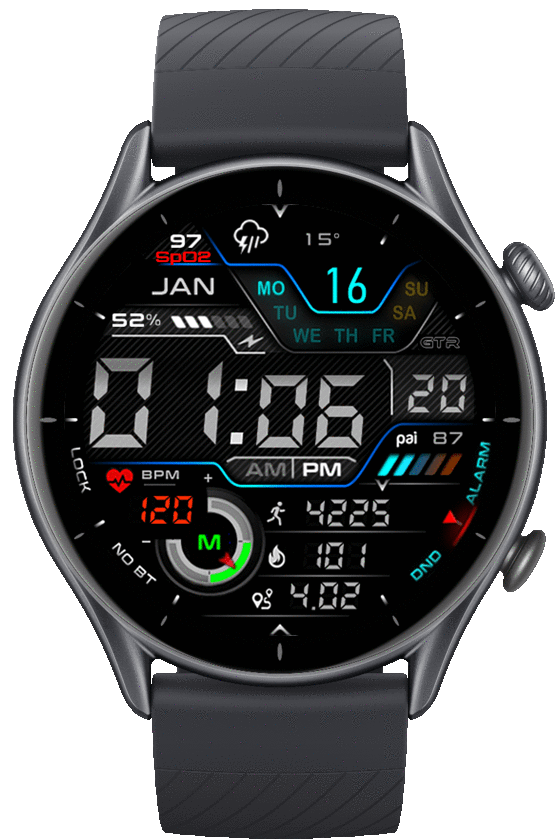 97
SpO2
15°
JAN
MO
16
SU
TU
SA
WE TH FR
52%
GTR
01:06
20
AM|PM
pai 87
LOCK
BPM
+
ALARM
120
4225
-
M
101
NO BT
DND
4.02